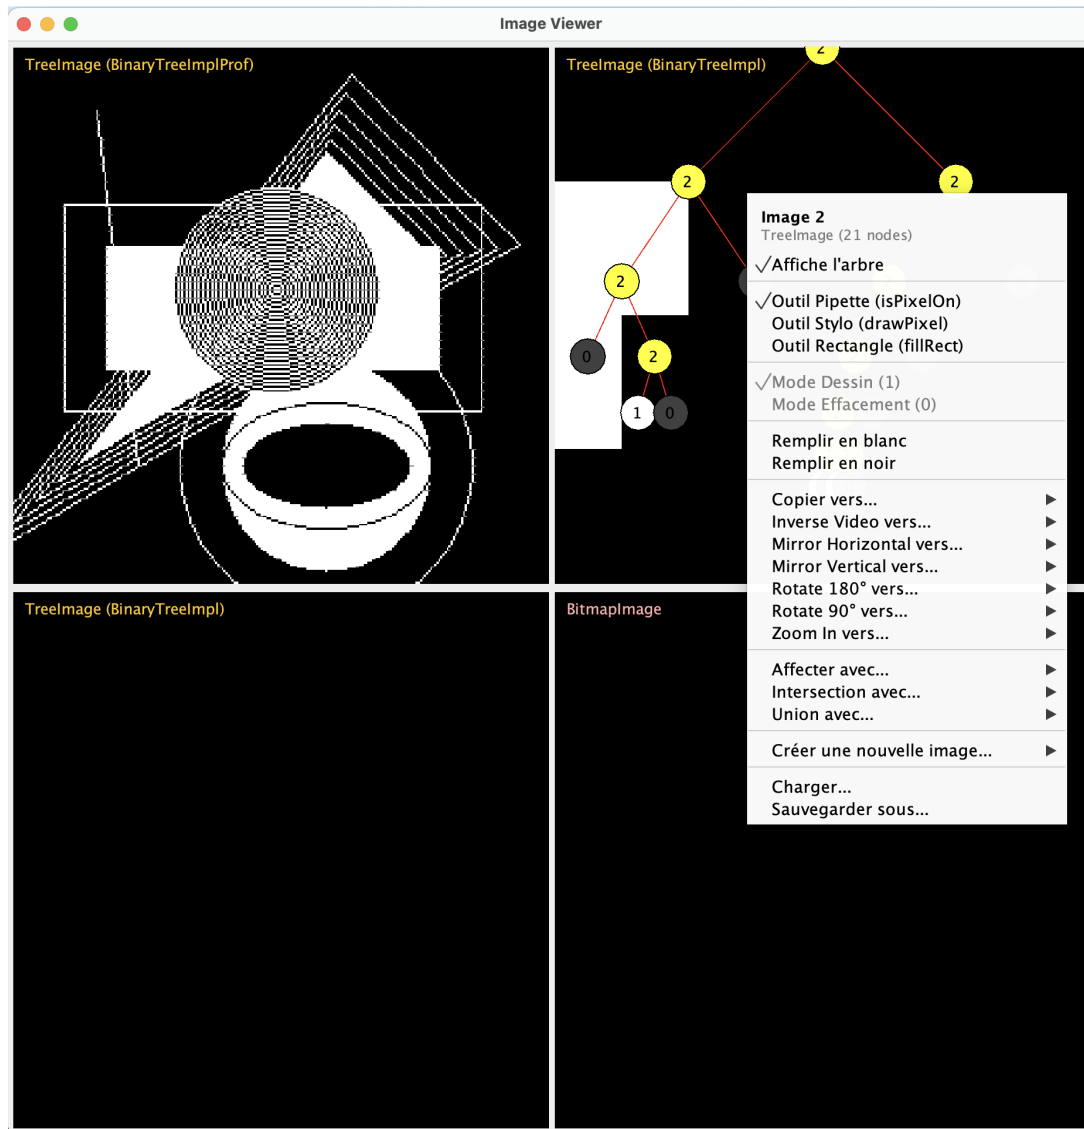 Image Viewer
TreeImage (BinaryTreeImplProf)
TreeImage (BinaryTreeImpl)
2
2
2
2
0
2
1
0
Image 2
TreeImage (21 nodes)
✓Affiche l'arbre
✓Outil Pipette (isPixelOn)
Outil Stylo (drawPixel)
Outil Rectangle (fillRect)
✓Mode Dessin (1)
Mode Effacement (0)
Remplir en blanc
Remplir en noir
Copier vers...
Inverse Video vers...
Mirror Horizontal vers...
Mirror Vertical vers...
Rotate 180° vers...
Rotate 90° vers...
Zoom In vers...
Affecter avec...
Intersection avec...
Union avec...
Créer une nouvelle image...
Charger...
Sauvegarder sous...
TreeImage (BinaryTreeImpl)
BitmapImage